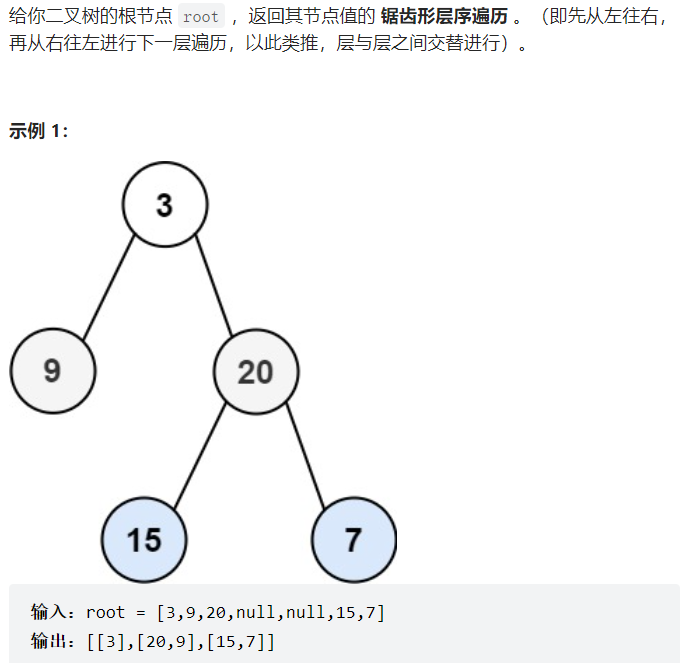 给你二叉树的根节点 root ，返回其节点值的 锯齿形层序遍历 。（即先从左往右，
再从右往左进行下一层遍历，以此类推，层与层之间交替进行）。
示例 1：
3
9
20
15
7
输入：root = [3,9,20,null,null,15,7]
输出：[[3],[20,9],[15,7]]